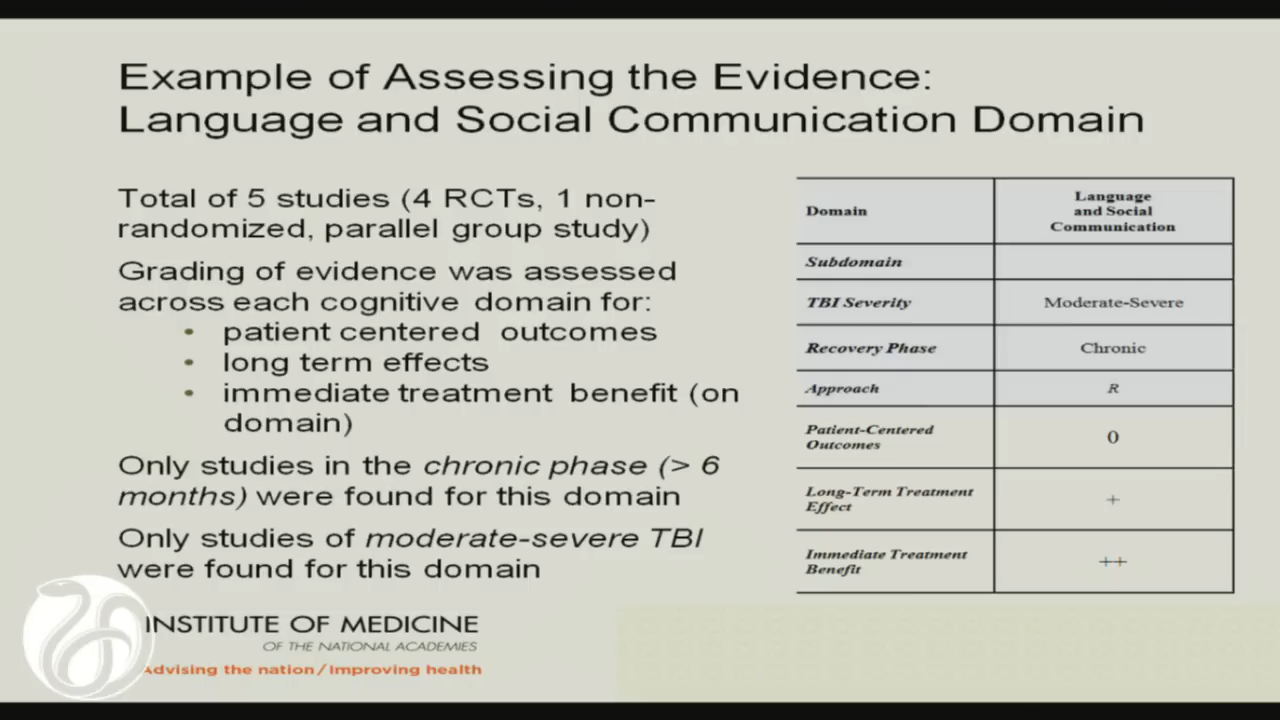 Example of Assessing the Evidence:
Language and Social Communication Domain
Total of 5 studies (4 RCTs, 1 non-
randomized, parallel group study)
Grading of evidence was assessed
across each cognitive domain for:
• patient centered outcomes
• long term effects
• immediate treatment benefit (on
domain)
Only studies in the chronic phase (> 6
months) were found for this domain
Only studies of moderate-severe TBI
were found for this domain
Domain
Language
and Social
Communication
Subdomain
TBI Severity
Moderate-Severe
Recovery Phase
Chronic
Approach
R
Patient-Centered
Outcomes
0
Long-Term Treatment
Effect
+
Immediate Treatment
Benefit
++
INSTITUTE OF MEDICINE
OF THE NATIONAL ACADEMIES
Advising the nation/Improving health